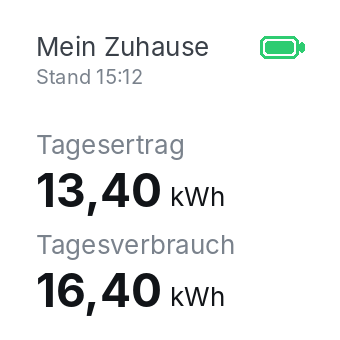 Mein Zuhause
Stand 15:12
Tagesertrag
13,40 kWh
Tagesverbrauch
16,40 kWh